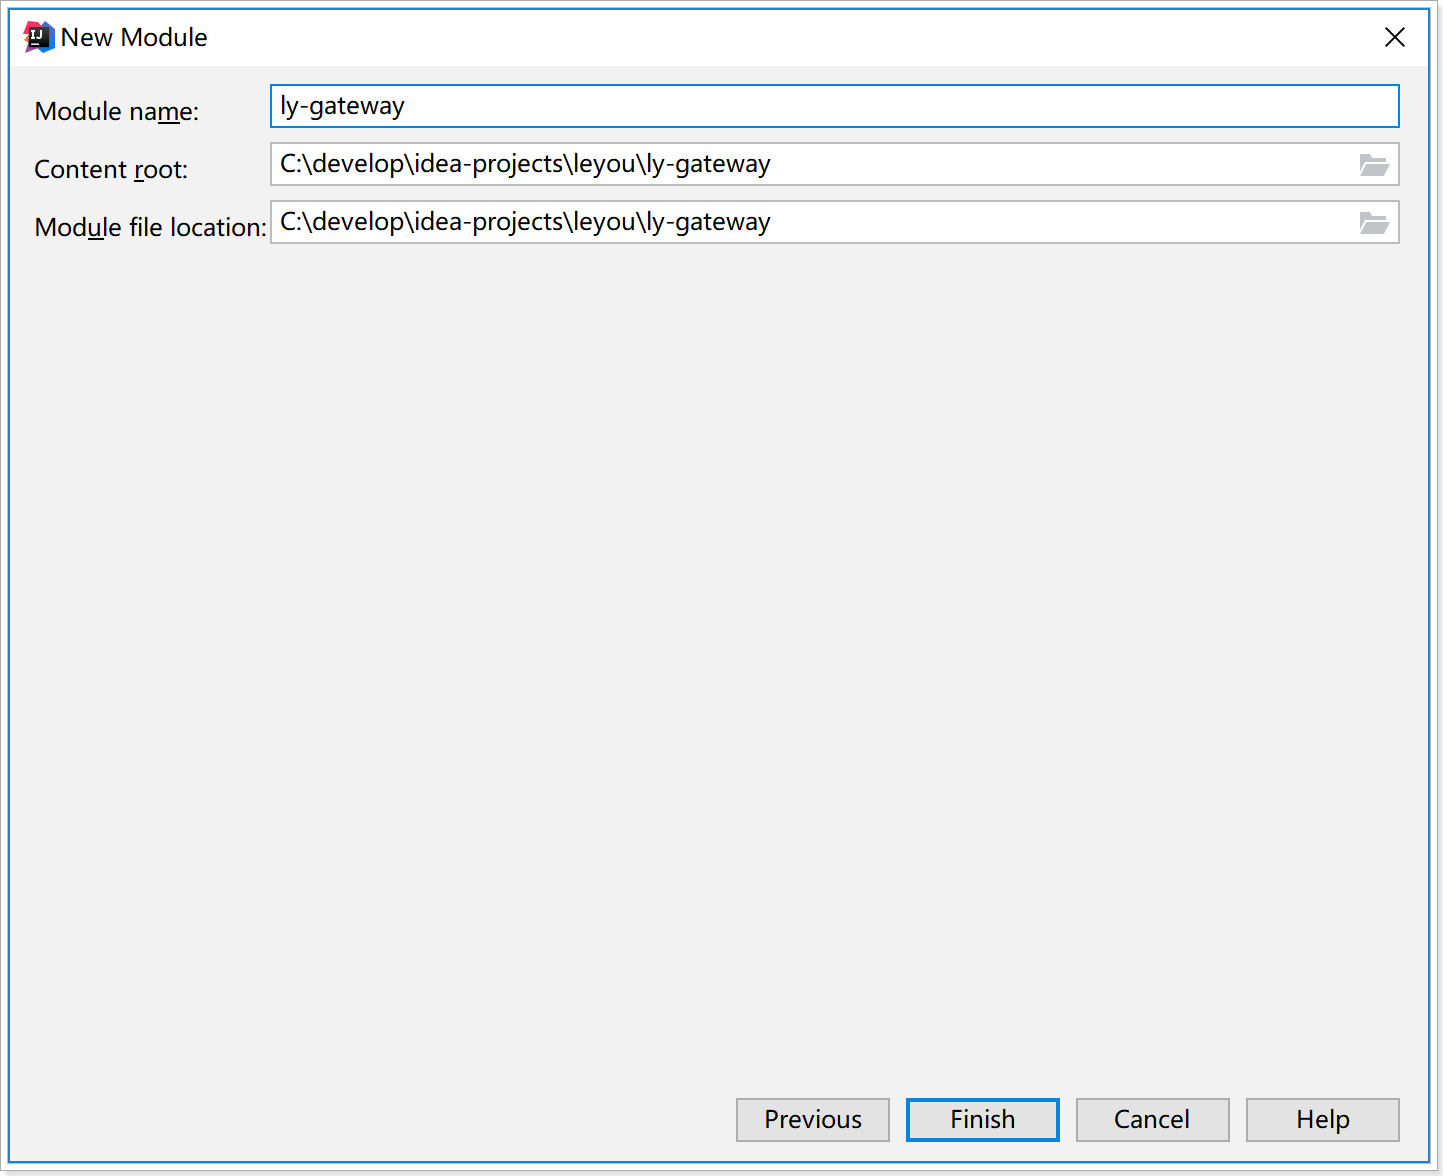 IJ New Module
Module name: ly-gateway
Content root: C:\develop\idea-projects\leyou\ly-gateway
Module file location: C:\develop\idea-projects\leyou\ly-gateway
Previous Finish Cancel Help